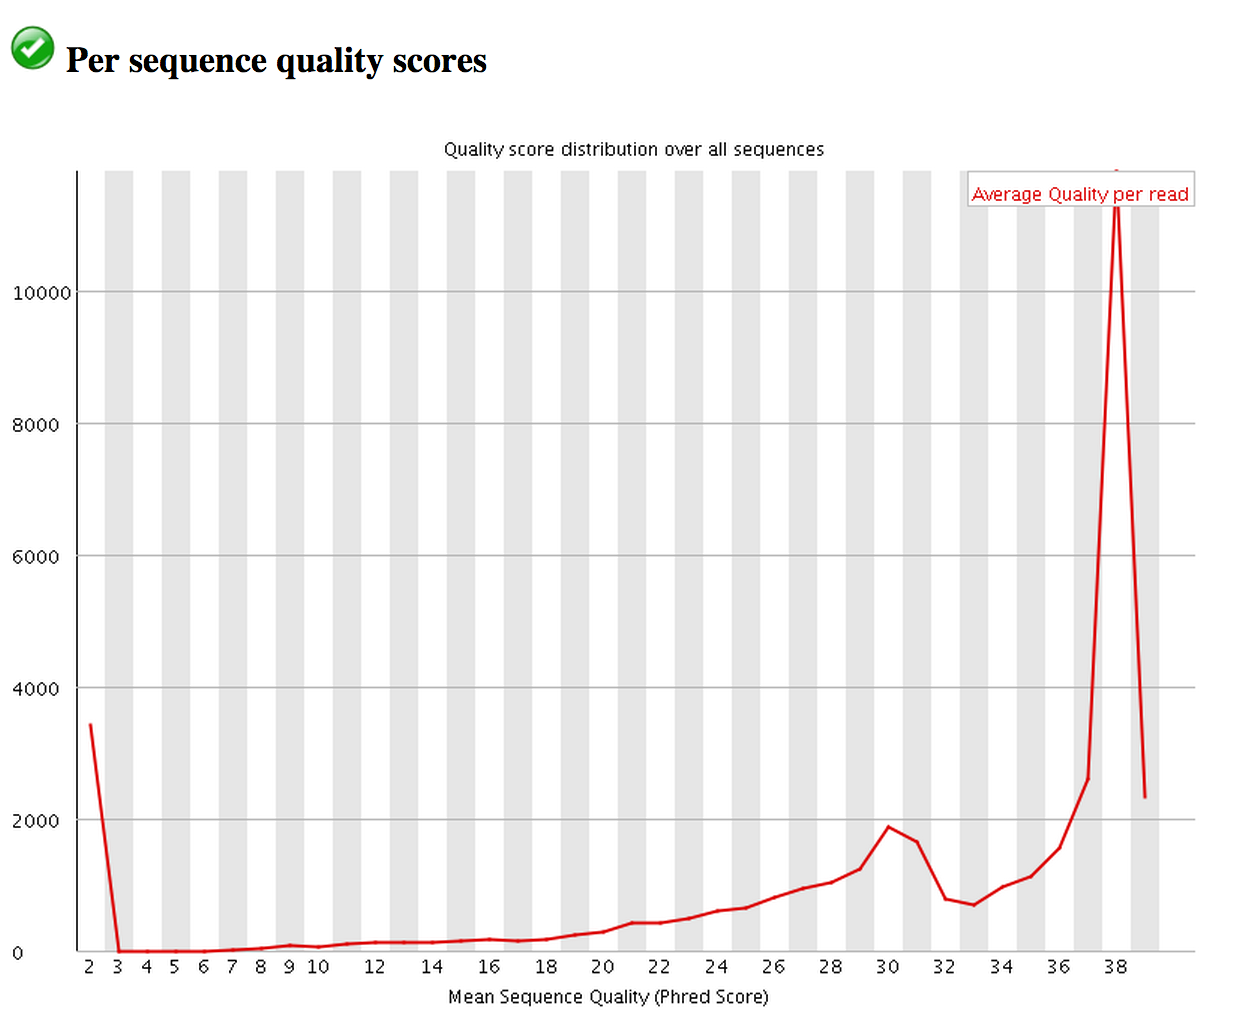 Per sequence quality scores
Quality score distribution over all sequences
Average Quality per read
10000
8000
6000
4000
2000
0
2 3 4 5 6 7 8 9 10 12 14 16 18 20 22 24 26 28 30 32 34 36 38
Mean Sequence Quality (Phred Score)